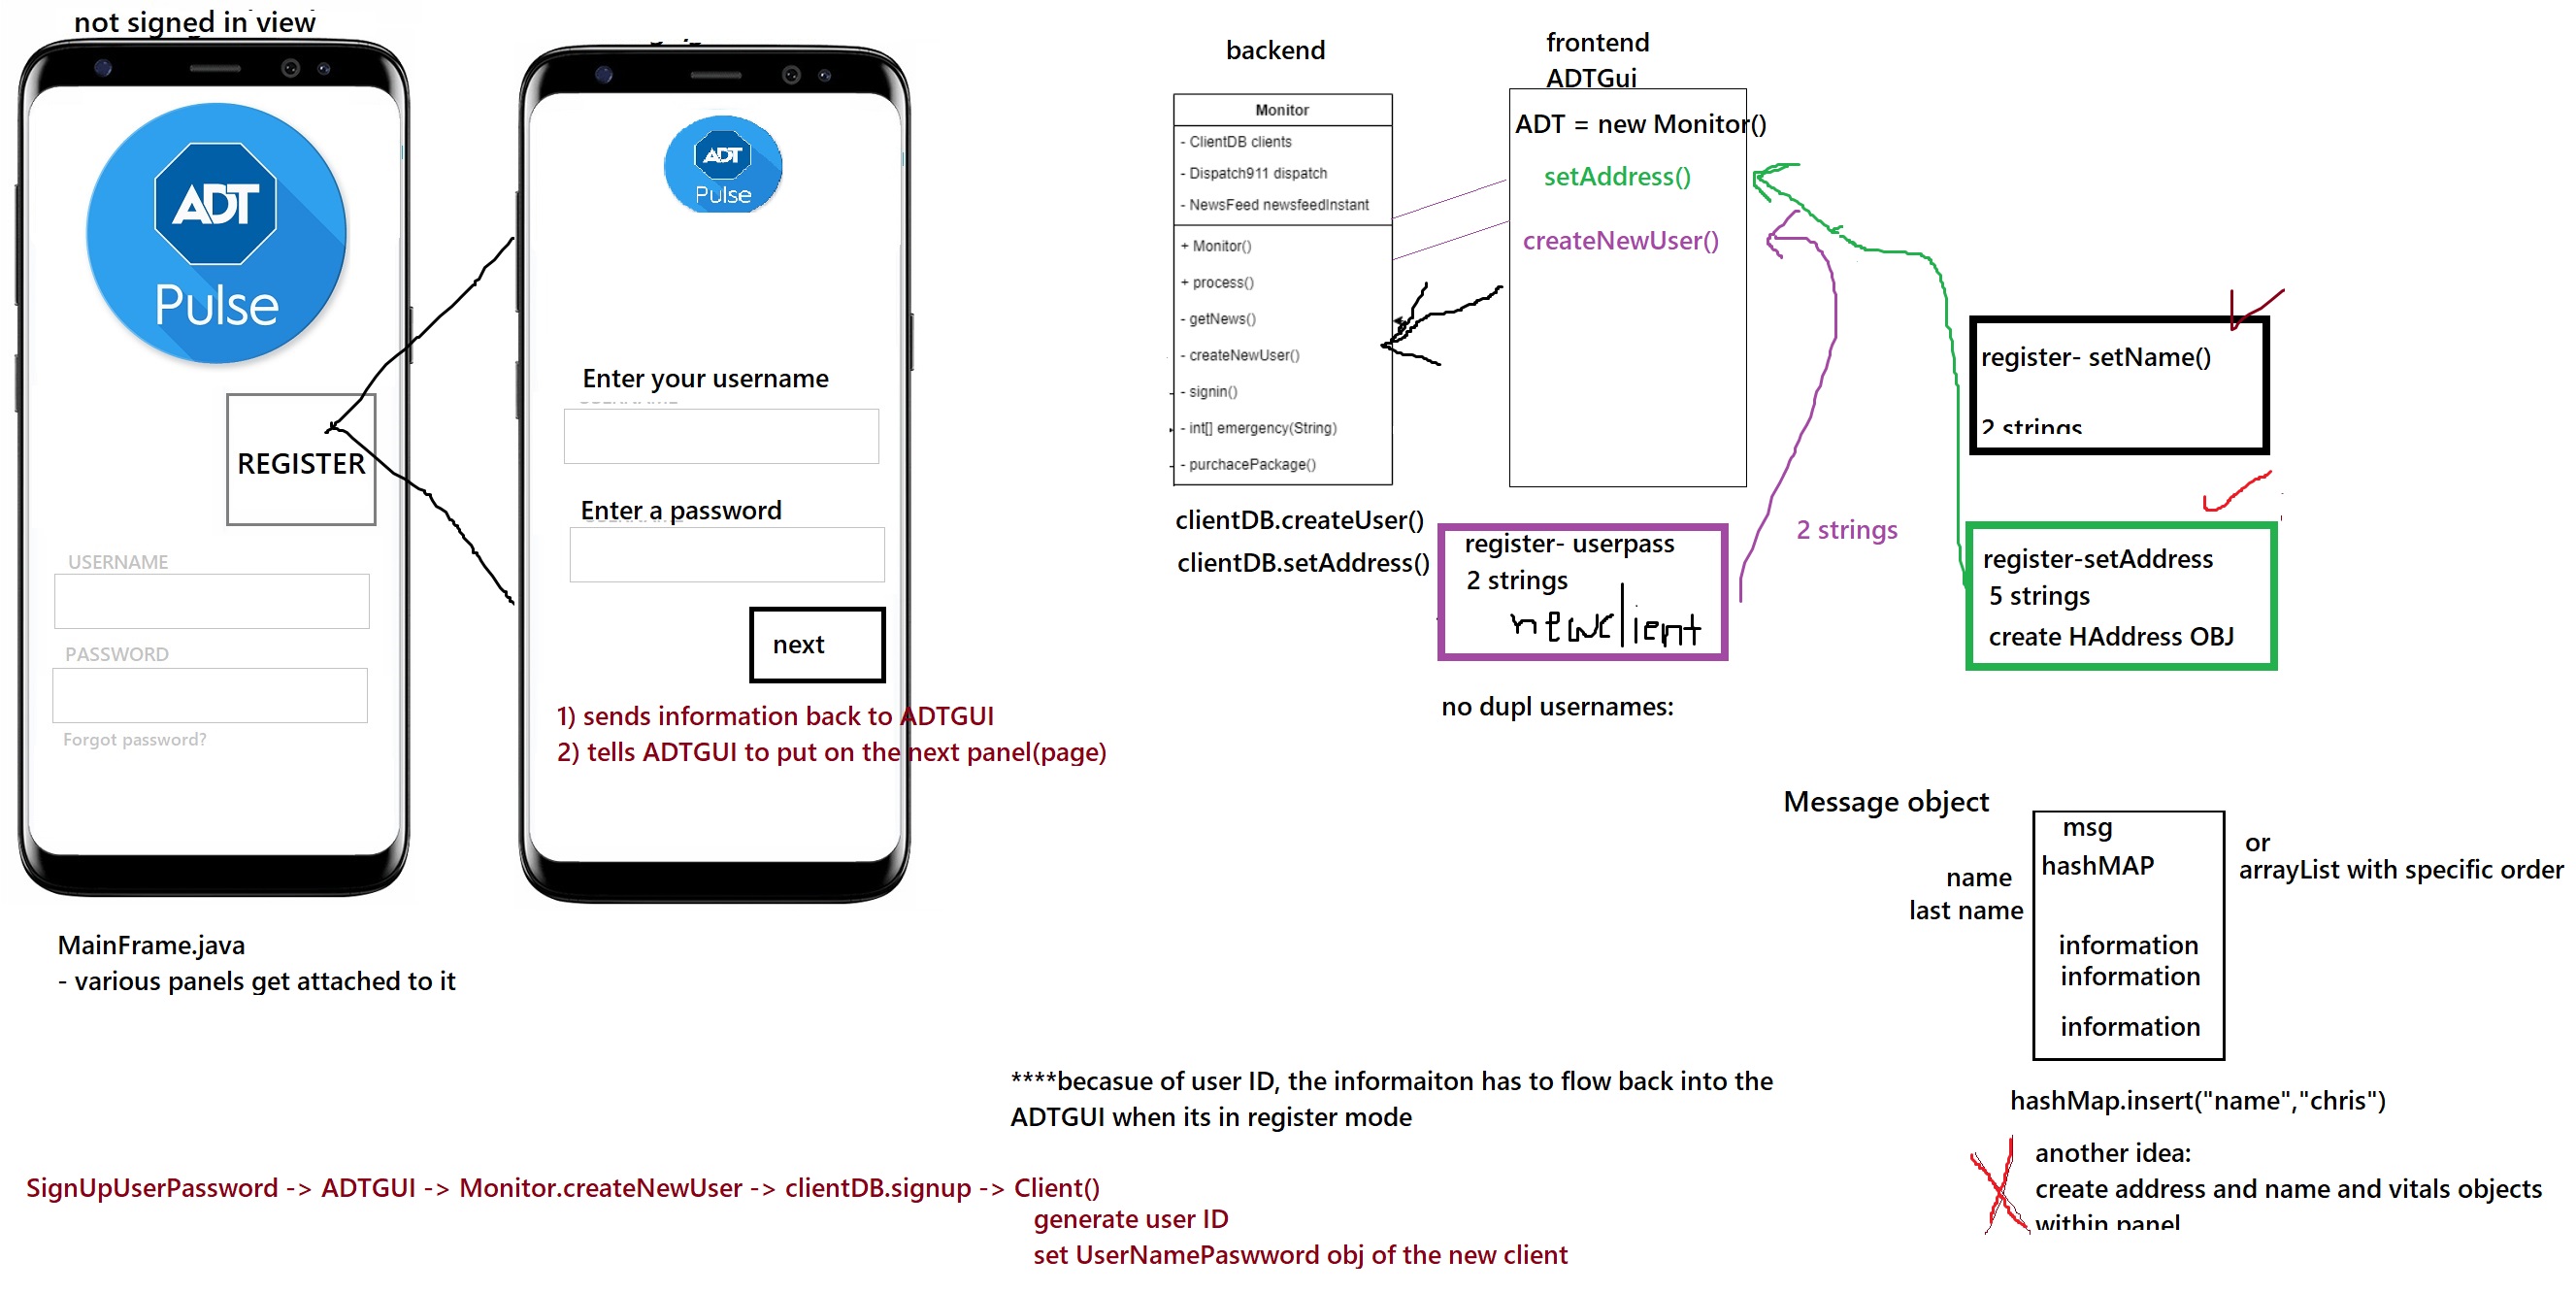 not signed in view
ADT
Pulse
REGISTER
USERNAME
PASSWORD
Forgot password?
MainFrame.java
- various panels get attached to it
ADT
Pulse
Enter your username
Enter a password
next
1) sends information back to ADTGUI
2) tells ADTGUI to put on the next panel(page)
backend
Monitor
- ClientDB clients
- Dispatch911 dispatch
- NewsFeed newsfeedInstant
+ Monitor()
+ process()
- getNews()
- createNewUser()
- signin()
- int[] emergency(String)
- purchacePackage()
clientDB.createUser()
clientDB.setAddress()
frontend
ADTGui
ADT = new Monitor()
setAddress()
createNewUser()
register- userpass
2 strings
newclient
2 strings
no dupl usernames:
register- setName()
2 strings
register-setAddress
5 strings
create HAddress OBJ
Message object
msg
hashMAP
name
last name
information
information
information
or
arrayList with specific order
hashMap.insert("name","chris")
another idea:
create address and name and vitals objects
within panel
****becasue of user ID, the informaiton has to flow back into the
ADTGUI when its in register mode
SignUpUserPassword -> ADTGUI -> Monitor.createNewUser -> clientDB.signup -> Client()
generate user ID
set UserNamePaswword obj of the new client